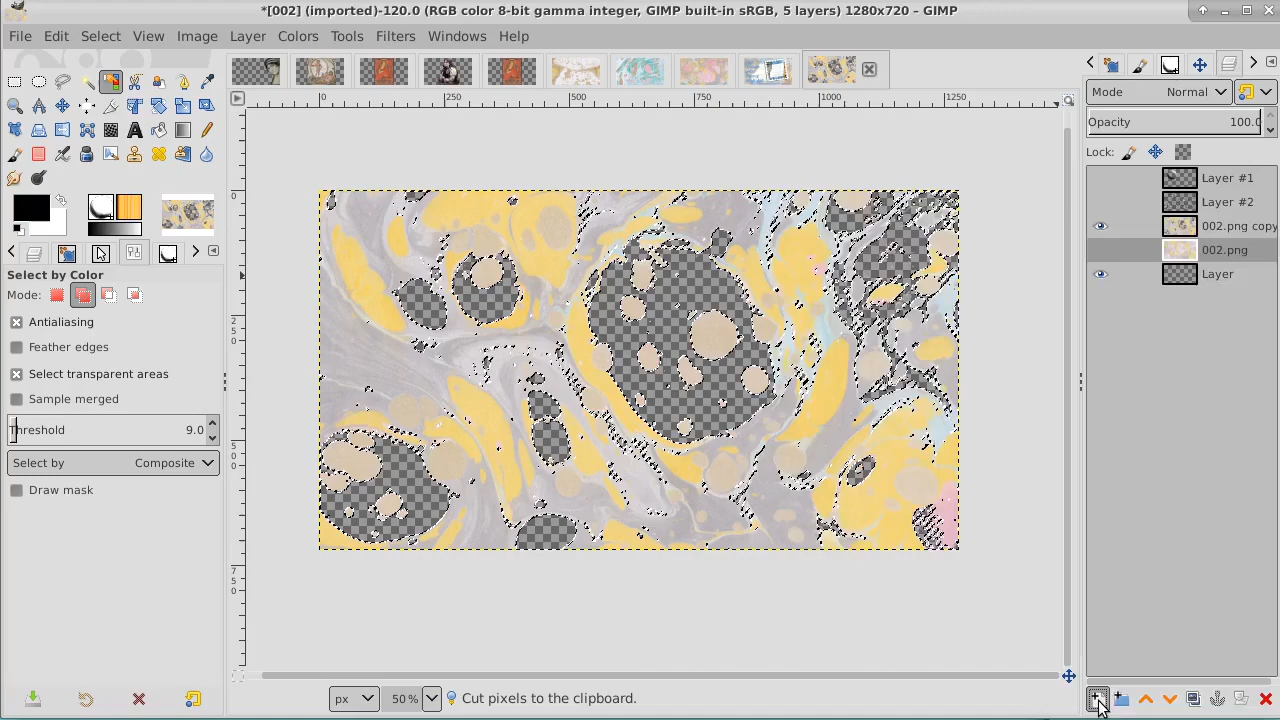 *[002] (imported)-120.0 (RGB color 8-bit gamma integer, GIMP built-in sRGB, 5 layers) 1280x720 – GIMP
File Edit Select View Image Layer Colors Tools Filters Windows Help
Mode Normal
0 250 500 750 1000 1250
Opacity 100.0
Lock:
0
250
500
750
Layer #1
Layer #2
002.png copy
002.png
Layer
Select by Color
Mode:
Antialiasing
Feather edges
Select transparent areas
Sample merged
Threshold 9.0
Select by Composite
Draw mask
px 50 % Cut pixels to the clipboard.